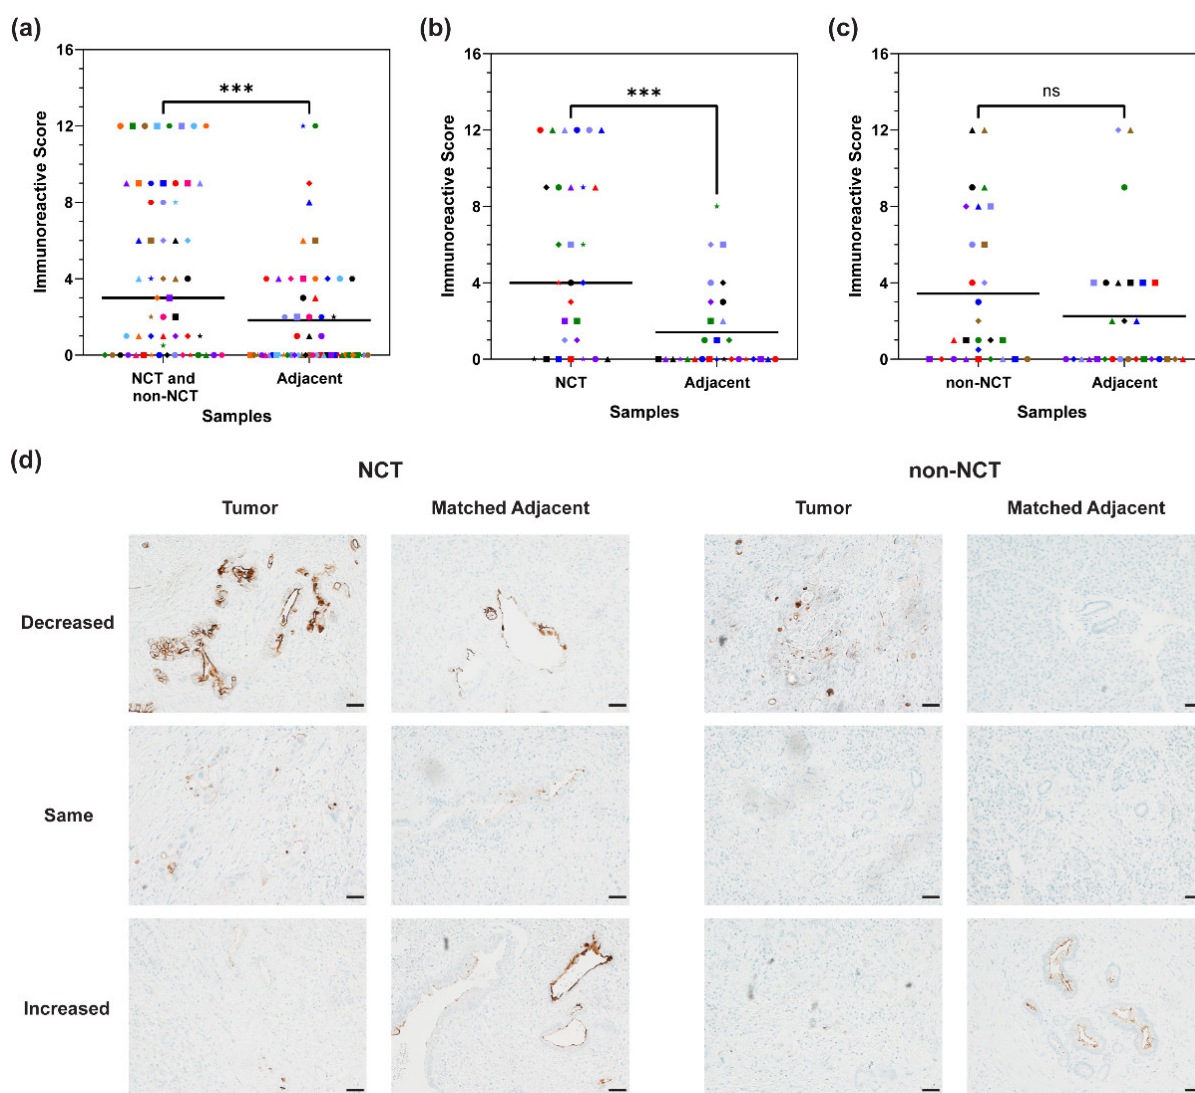 (a)
16
12
8
4
0
Immunoreactive Score
***
NCT and
non-NCT
Adjacent
Samples
(b)
16
12
8
4
0
Immunoreactive Score
***
NCT
Adjacent
Samples
(c)
16
12
8
4
0
Immunoreactive Score
ns
non-NCT
Adjacent
Samples
(d)
NCT
non-NCT
Tumor
Matched Adjacent
Tumor
Matched Adjacent
Decreased
Same
Increased